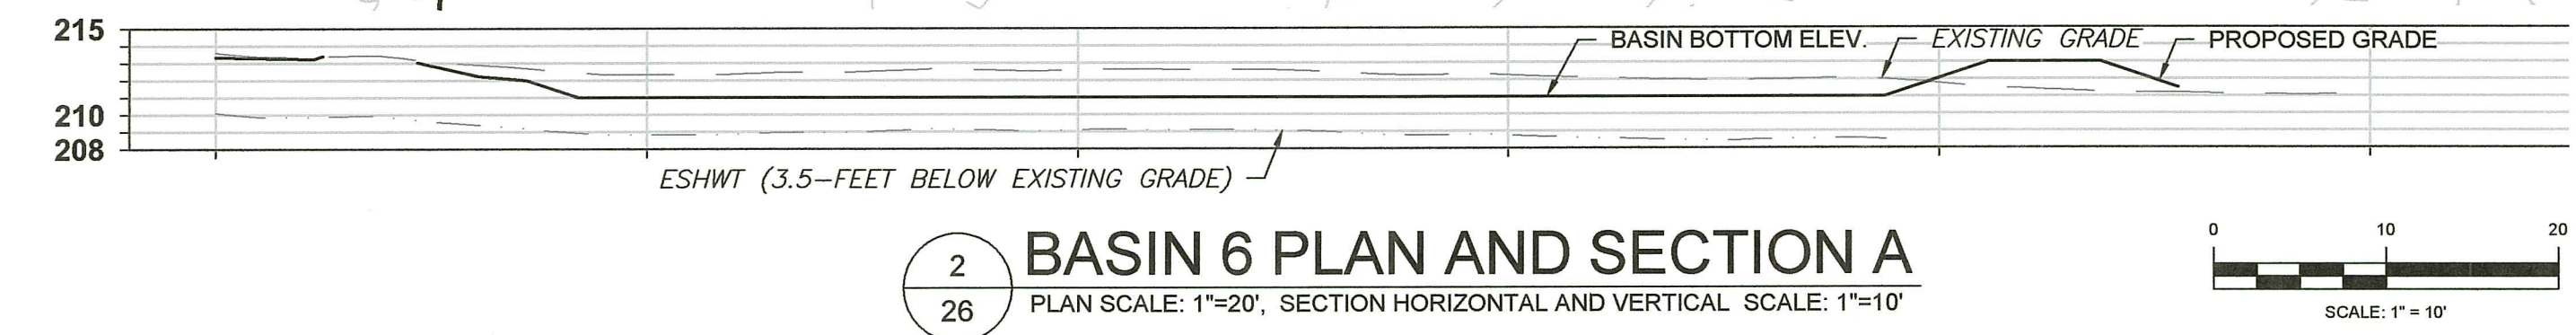 215
BASIN BOTTOM ELEV. EXISTING GRADE PROPOSED GRADE
210
208
ESHWT (3.5-FEET BELOW EXISTING GRADE)
2
26
BASIN 6 PLAN AND SECTION A
PLAN SCALE: 1"=20', SECTION HORIZONTAL AND VERTICAL SCALE: 1"=10'
0 10 20
SCALE: 1" = 10'